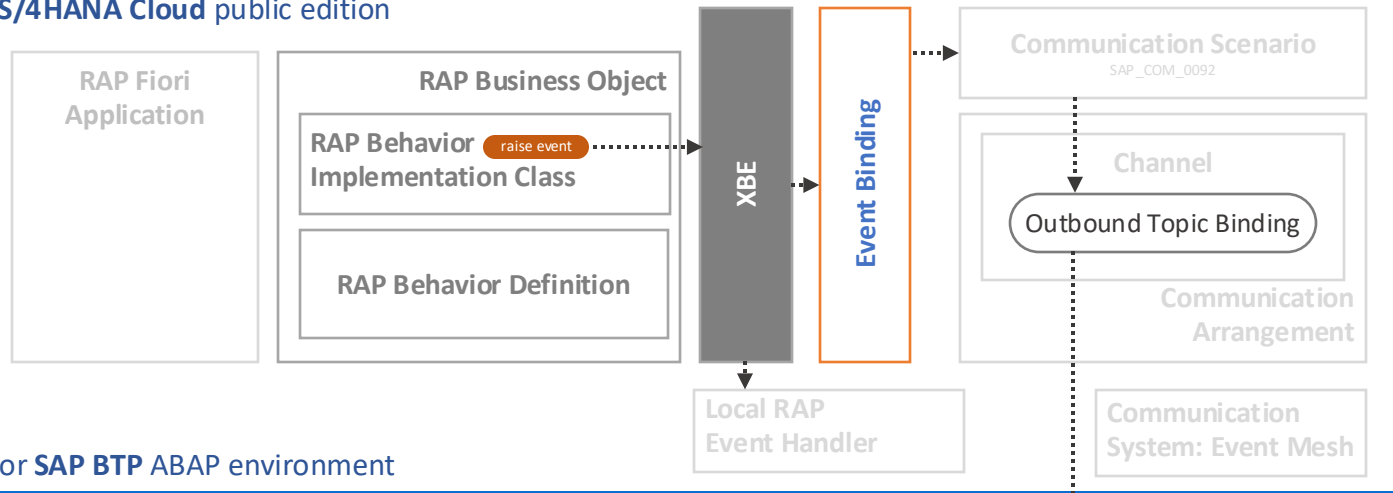 S/4HANA Cloud public edition
RAP Fiori
Application
RAP Business Object
RAP Behavior
raise event
Implementation Class
RAP Behavior Definition
XBE
Event Binding
Communication Scenario
SAP_COM_0092
Channel
Outbound Topic Binding
Communication
Arrangement
Local RAP
Event Handler
Communication
System: Event Mesh
or SAP BTP ABAP environment